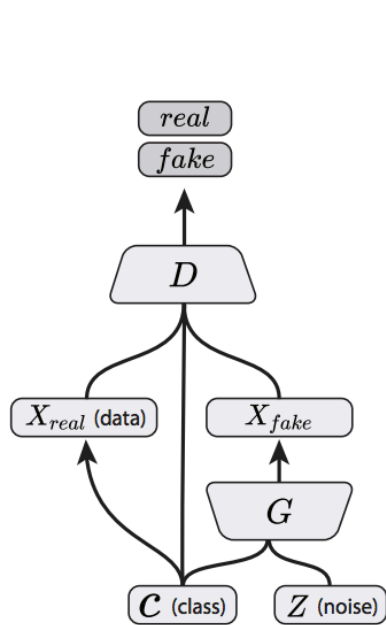 real
fake
D
X_real (data)
X_fake
G
C (class)
Z (noise)